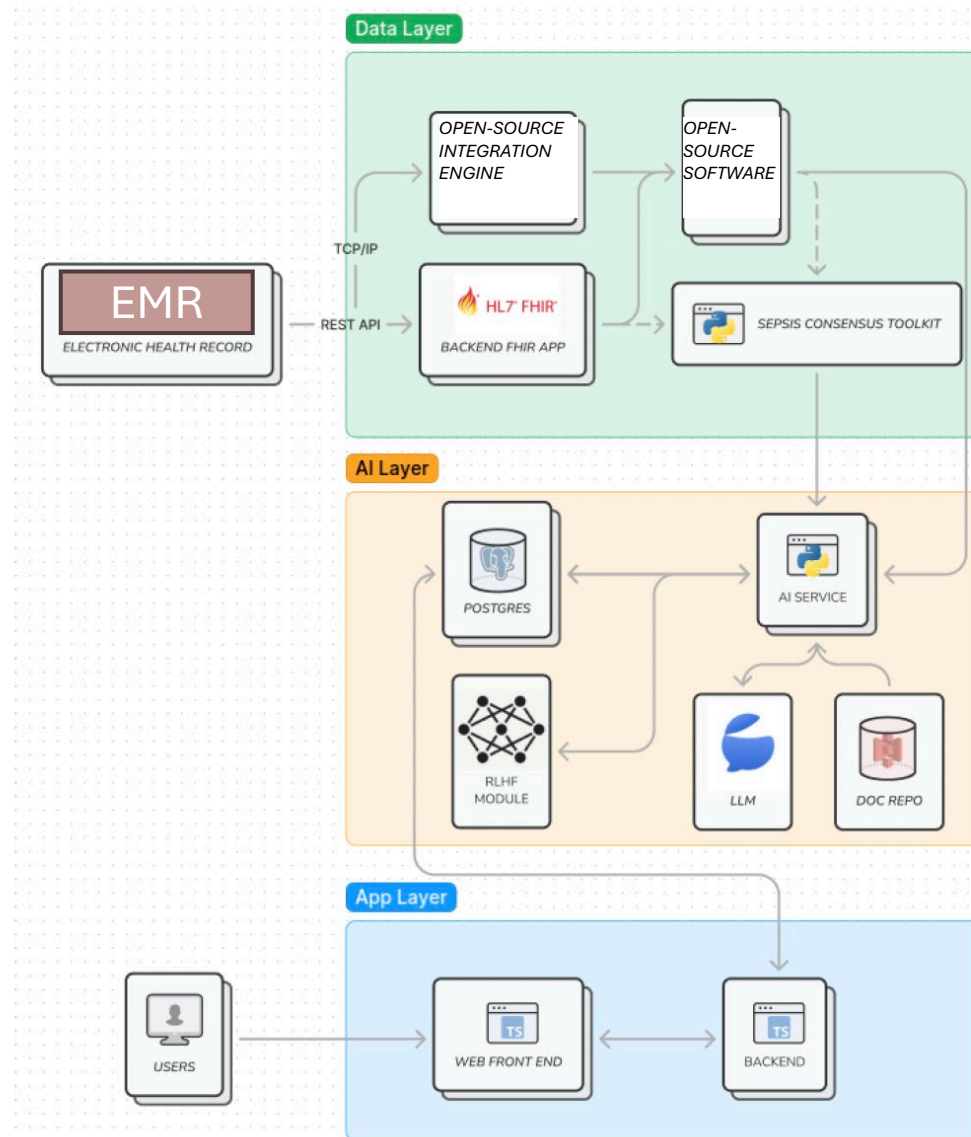 Data Layer
OPEN-SOURCE
INTEGRATION
ENGINE
OPEN-
SOURCE
SOFTWARE
TCP/IP
EMR
ELECTRONIC HEALTH RECORD
REST API
HL7® FHIR®
BACKEND FHIR APP
SEPSIS CONSENSUS TOOLKIT
AI Layer
POSTGRES
AI SERVICE
RLHF
MODULE
LLM
DOC REPO
App Layer
USERS
TS
WEB FRONT END
TS
BACKEND